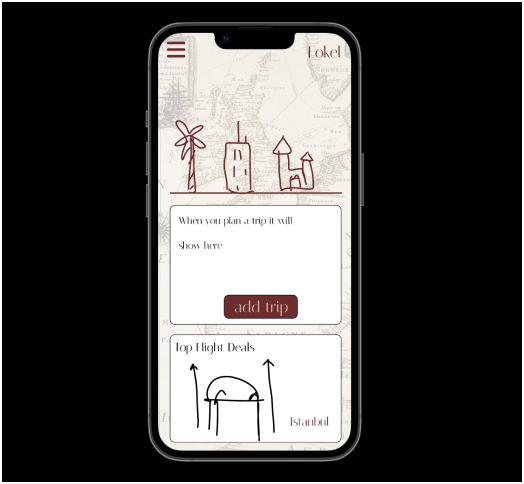 Lokel
When you plan a trip it will
show here
add trip
Top Flight Deals
Istanbul